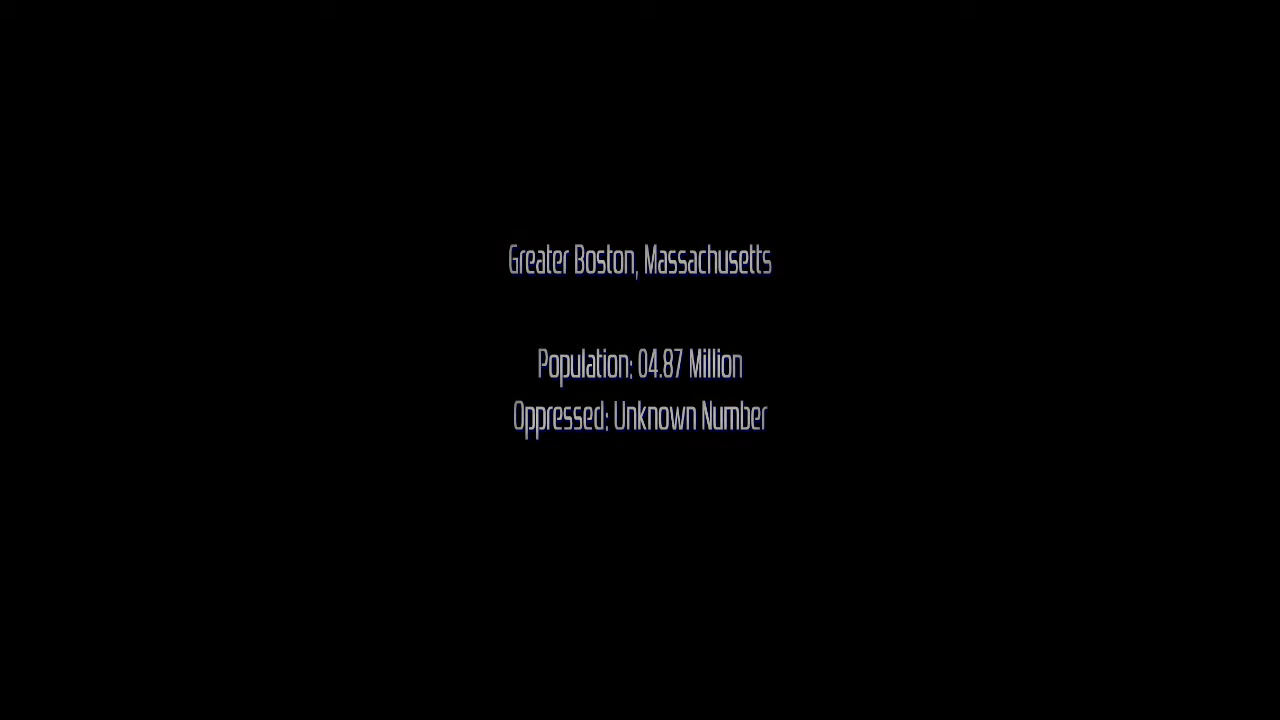 Greater Boston, Massachusetts
Population: 04.87 Million
Oppressed: Unknown Number